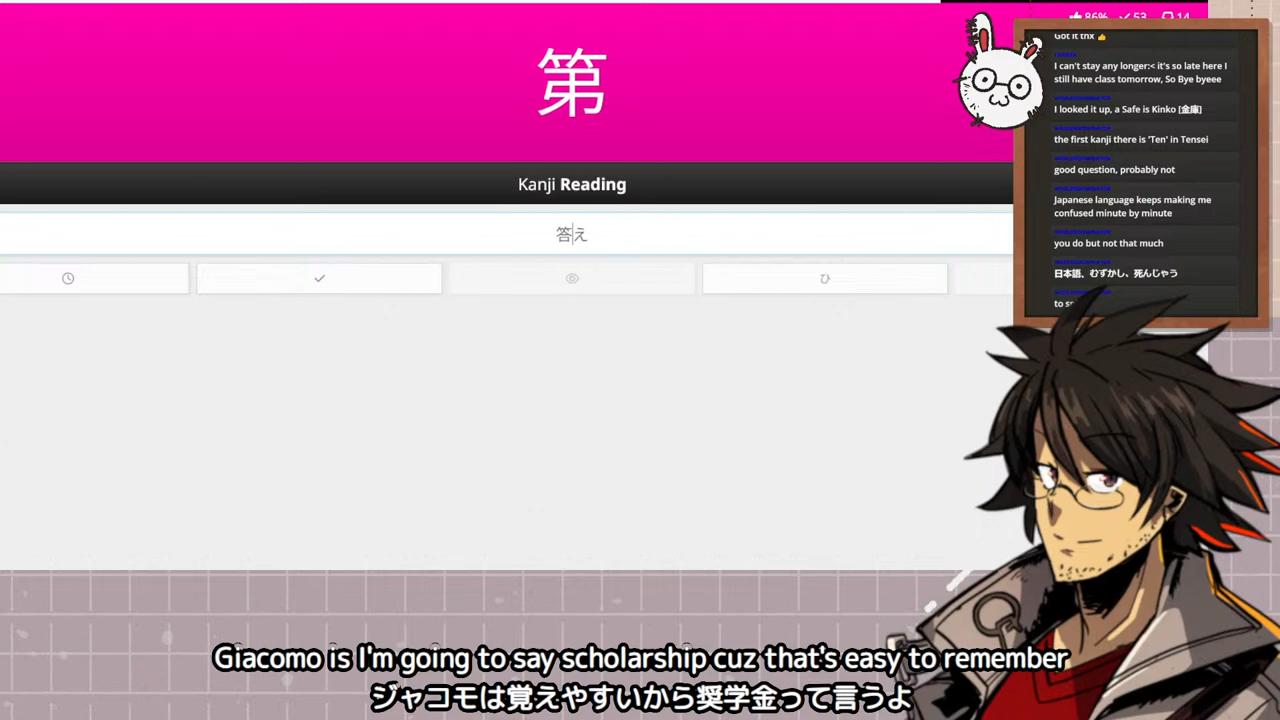 86% 53 14
第
Kanji Reading
答え
ひ
Got it thx 👍
I can't stay any longer:< it's so late here I
still have class tomorrow, So Bye byeee
I looked it up, a Safe is Kinko [金庫]
the first kanji there is 'Ten' in Tensei
good question, probably not
Japanese language keeps making me
confused minute by minute
you do but not that much
日本語、むずかし、死んじゃう
Giacomo is I'm going to say scholarship cuz that's easy to remember
ジャコモは覚えやすいから奨学金って言うよ